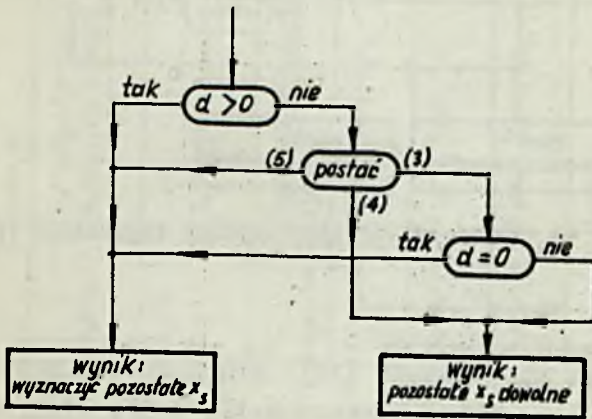 tak
nie
d > 0
(5)
postać
(3)
(4)
tak
nie
d = 0
wynik:
wyznaczyć pozostałe x_s
wynik:
pozostałe x_s dowolne